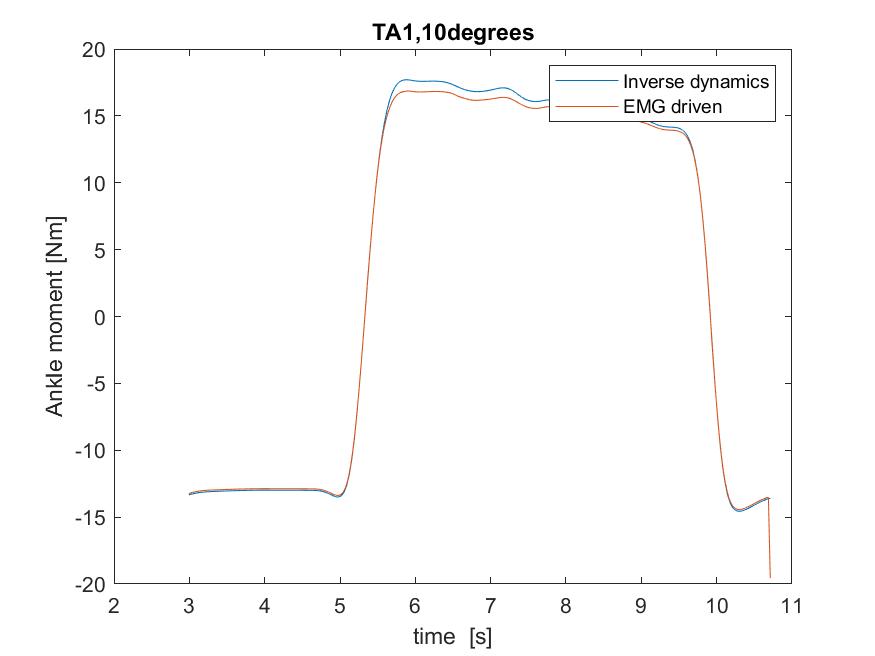 TA1,10degrees
20
15
10
5
0
-5
-10
-15
-20
Ankle moment [Nm]
Inverse dynamics
EMG driven
2 3 4 5 6 7 8 9 10 11
time [s]